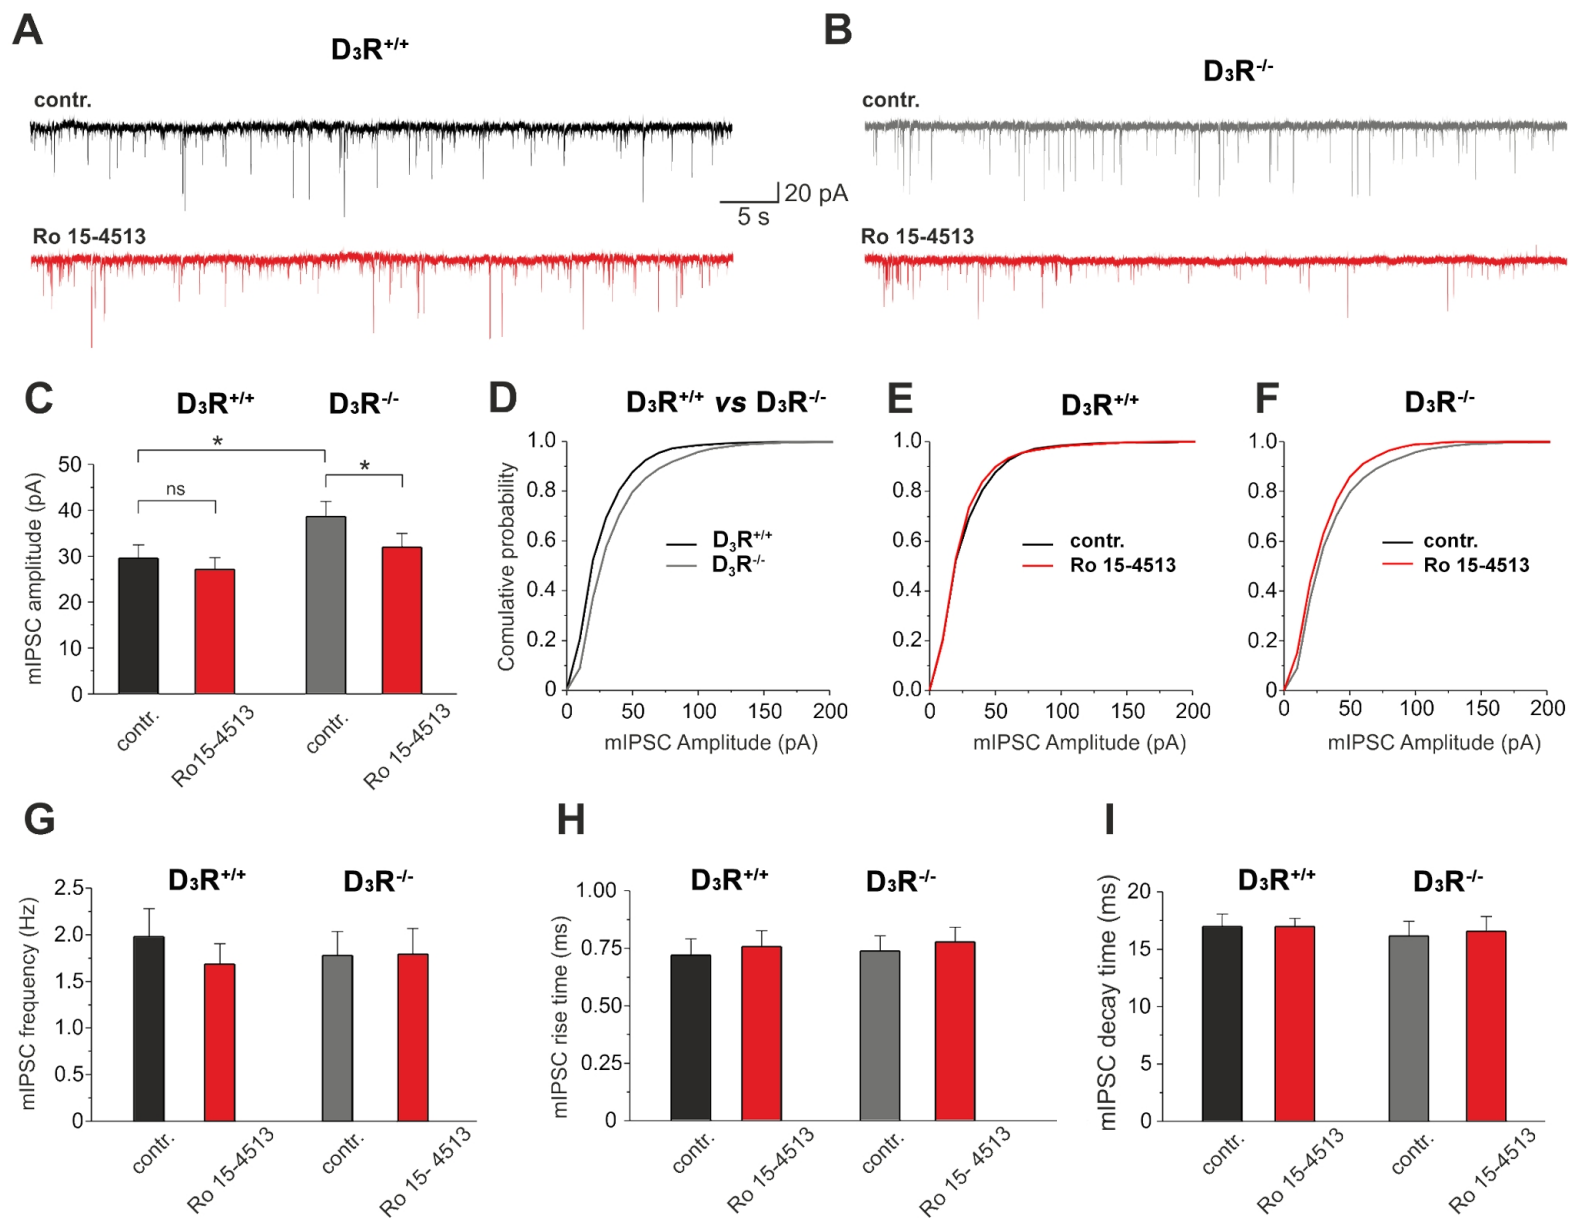 A
D3R+/+
contr.
20 pA
5 s
Ro 15-4513
B
D3R-/-
contr.
Ro 15-4513
C
D3R+/+ D3R-/-
*
*
ns
mIPSC amplitude (pA)
50
40
30
20
10
0
contr.
Ro15-4513
contr.
Ro 15-4513
D
D3R+/+ vs D3R-/-
Comulative probability
1.0
0.8
0.6
0.4
0.2
0
D3R+/+
D3R-/-
0 50 100 150 200
mIPSC Amplitude (pA)
E
D3R+/+
1.0
0.8
0.6
0.4
0.2
0.0
contr.
Ro 15-4513
0 50 100 150 200
mIPSC Amplitude (pA)
F
D3R-/-
1.0
0.8
0.6
0.4
0.2
0
contr.
Ro 15-4513
0 50 100 150 200
mIPSC Amplitude (pA)
G
D3R+/+ D3R-/-
mIPSC frequency (Hz)
2.5
2.0
1.5
1.0
0.5
0
contr.
Ro 15-4513
contr.
Ro 15- 4513
H
D3R+/+ D3R-/-
mIPSC rise time (ms)
1.00
0.75
0.50
0.25
0
contr.
Ro 15-4513
contr.
Ro 15- 4513
I
D3R+/+ D3R-/-
mIPSC decay time (ms)
20
15
10
5
0
contr.
Ro 15-4513
contr.
Ro 15-4513